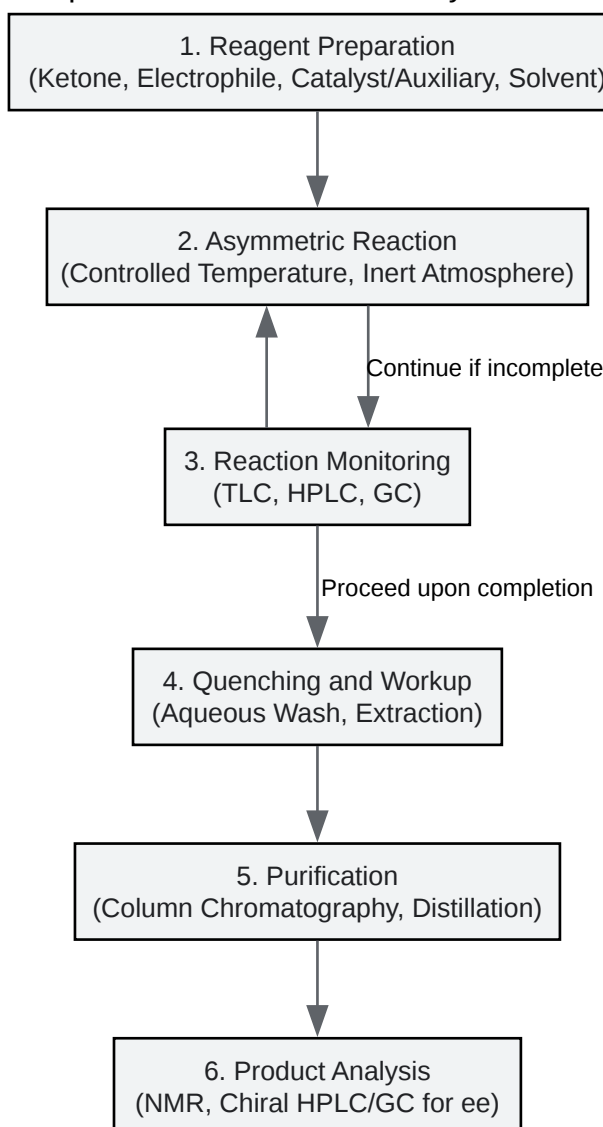 1. Reagent Preparation
(Ketone, Electrophile, Catalyst/Auxiliary, Solvent)
2. Asymmetric Reaction
(Controlled Temperature, Inert Atmosphere)
Continue if incomplete
3. Reaction Monitoring
(TLC, HPLC, GC)
Proceed upon completion
4. Quenching and Workup
(Aqueous Wash, Extraction)
5. Purification
(Column Chromatography, Distillation)
6. Product Analysis
(NMR, Chiral HPLC/GC for ee)